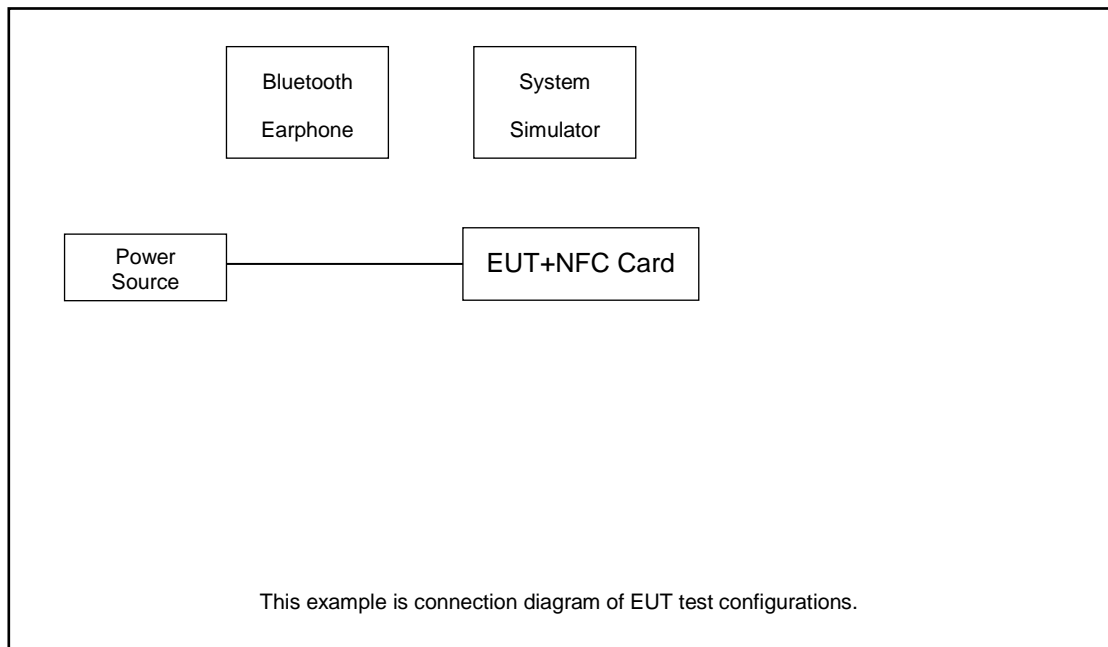 Bluetooth
Earphone
System
Simulator
Power
Source
EUT+NFC Card
This example is connection diagram of EUT test configurations.